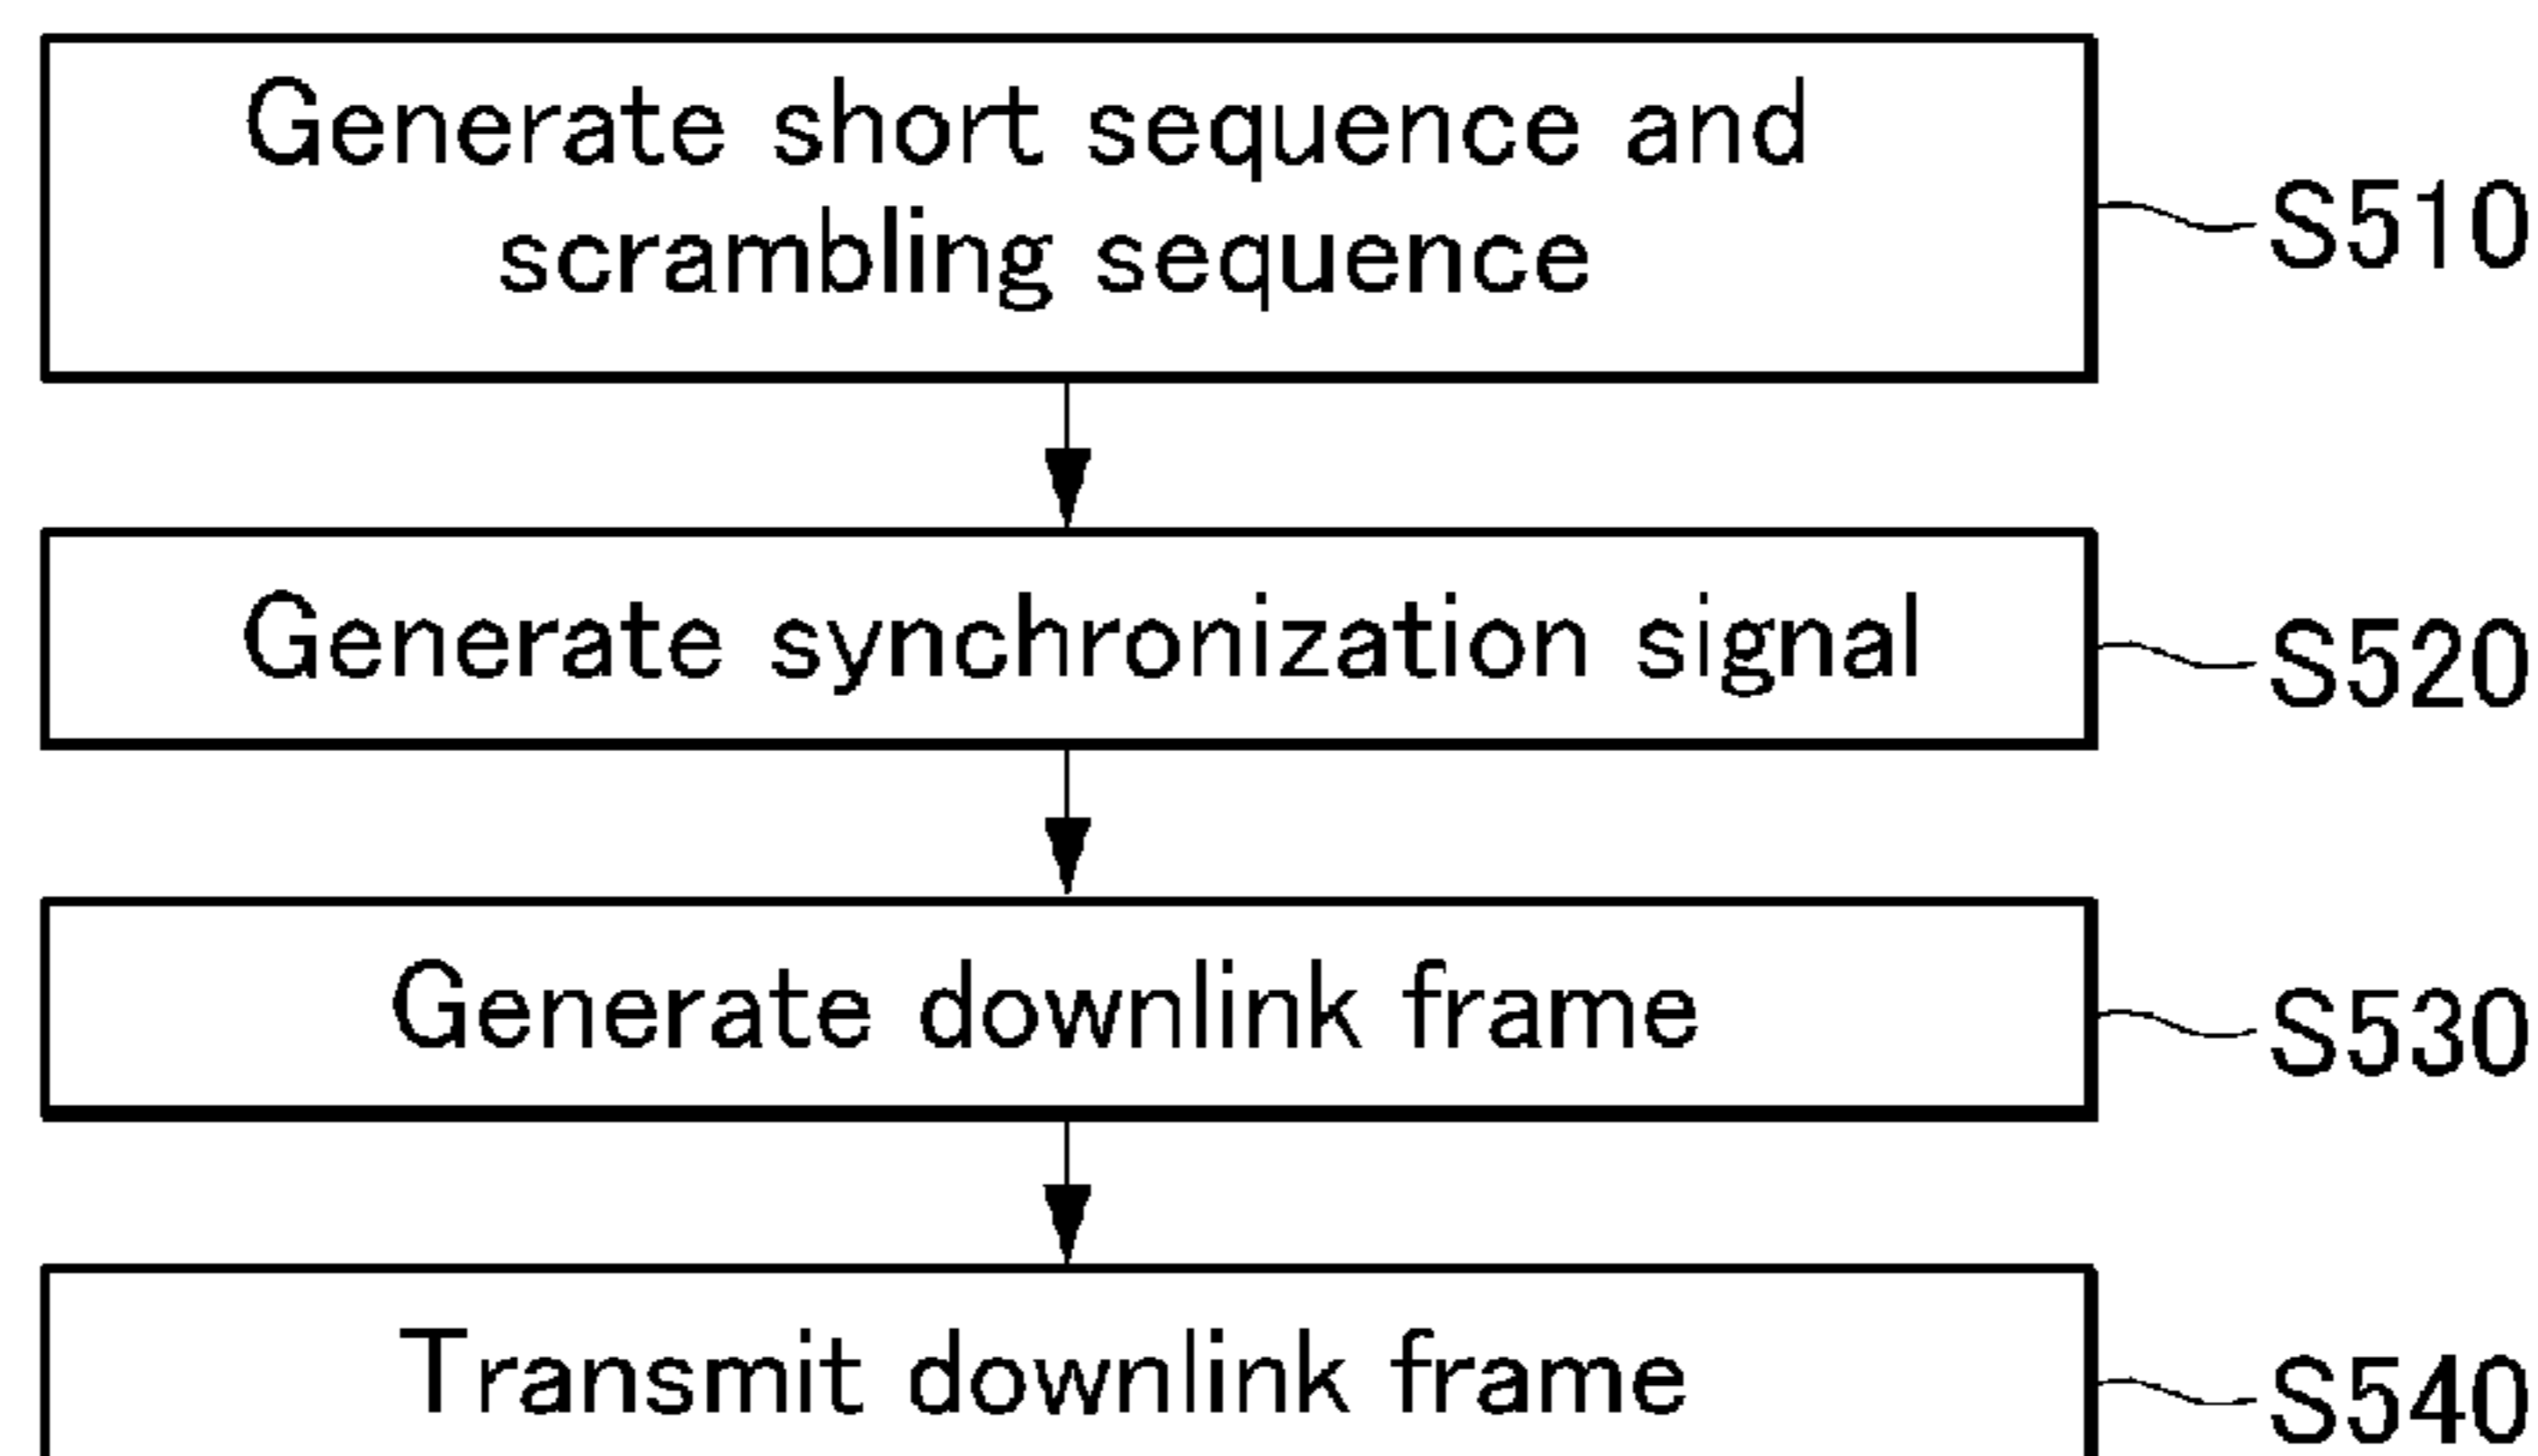 Generate short sequence and
scrambling sequence
S510
Generate synchronization signal
S520
Generate downlink frame
S530
Transmit downlink frame
S540